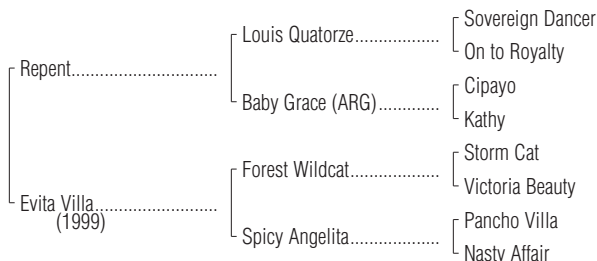 Sovereign Dancer
Louis Quatorze..................
On to Royalty
Repent..............................
Cipayo
Baby Grace (ARG).............
Kathy
Storm Cat
Forest Wildcat...................
Victoria Beauty
Evita Villa.........................
(1999)
Pancho Villa
Spicy Angelita...................
Nasty Affair